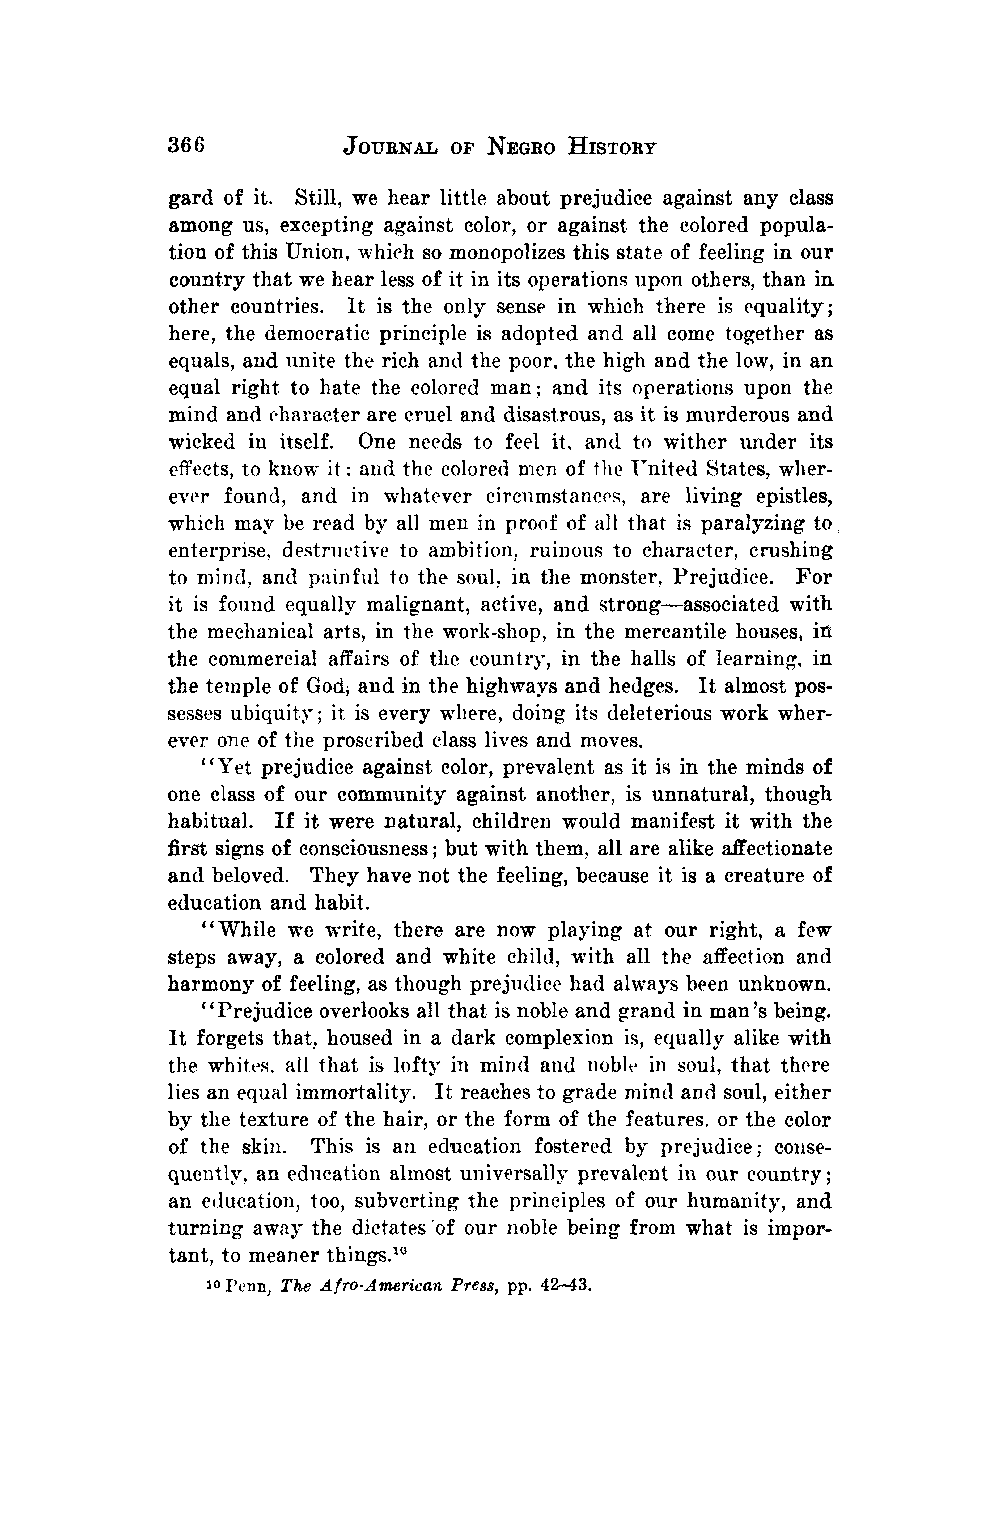 366 JOURNAL OF NEGRO HISTORY
gard of it. Still, we hear little about prejudice against any class
among us, excepting against color, or against the colored popula-
tion of this Union, which so monopolizes this state of feeling in our
country that we hear less of it in its operations upon others, than in
other countries. It is the only sense in which there is equality;
here, the democratic principle is adopted and all come together as
equals, and unite the rich and the poor, the high and the low, in an
equal right to hate the colored man; and its operations upon the
mind and character are cruel and disastrous, as it is murderous and
wicked in itself. One needs to feel it, and to wither under its
effects, to know it: and the colored men of the United States, wher-
ever found, and in whatever circumstances, are living epistles,
which may be read by all men in proof of all that is paralyzing to
enterprise, destructive to ambition, ruinous to character, crushing
to mind, and painful to the soul, in the monster, Prejudice. For
it is found equally malignant, active, and strong—associated with
the mechanical arts, in the work-shop, in the mercantile houses, in
the commercial affairs of the country, in the halls of learning, in
the temple of God, and in the highways and hedges. It almost pos-
sesses ubiquity; it is every where, doing its deleterious work wher-
ever one of the proscribed class lives and moves.
"Yet prejudice against color, prevalent as it is in the minds of
one class of our community against another, is unnatural, though
habitual. If it were natural, children would manifest it with the
first signs of consciousness; but with them, all are alike affectionate
and beloved. They have not the feeling, because it is a creature of
education and habit.
"While we write, there are now playing at our right, a few
steps away, a colored and white child, with all the affection and
harmony of feeling, as though prejudice had always been unknown.
"Prejudice overlooks all that is noble and grand in man's being.
It forgets that, housed in a dark complexion is, equally alike with
the whites, all that is lofty in mind and noble in soul, that there
lies an equal immortality. It reaches to grade mind and soul, either
by the texture of the hair, or the form of the features, or the color
of the skin. This is an education fostered by prejudice; conse-
quently, an education almost universally prevalent in our country;
an education, too, subverting the principles of our humanity, and
turning away the dictates of our noble being from what is impor-
tant, to meaner things.¹⁰
¹⁰ Penn, The Afro-American Press, pp. 42–43.